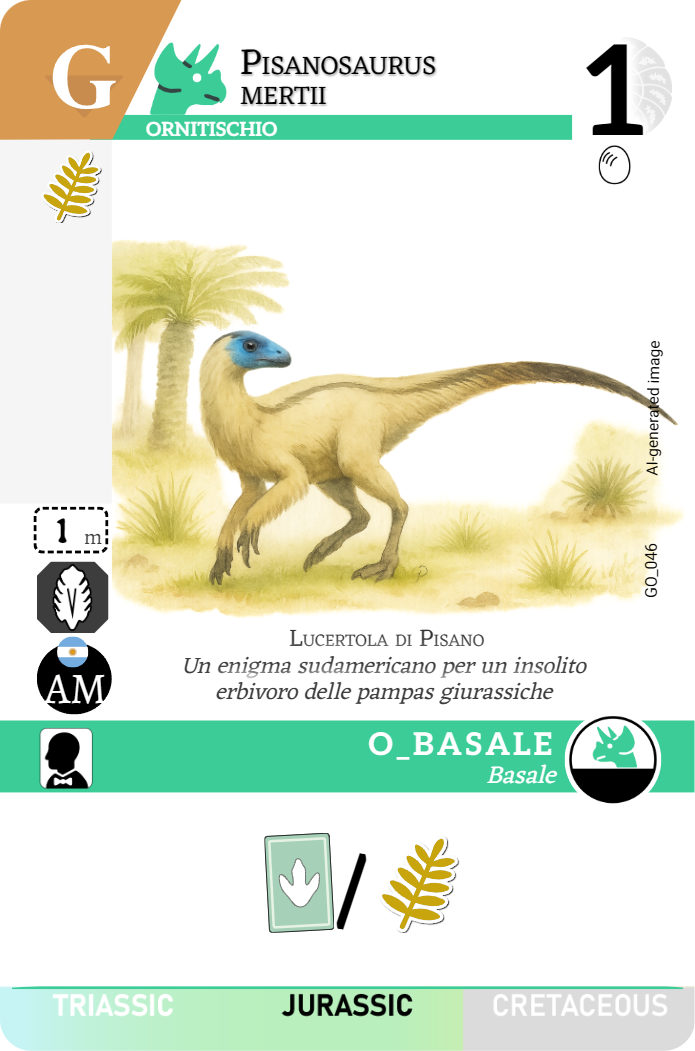 G
PISANOSAURUS
MERTII
1
ORNITISCHIO
AI-generated image
GO_046
1 m
V
AM
LUCERTOLA DI PISANO
Un enigma sudamericano per un insolito
erbivoro delle pampas giurassiche
O_BASALE
Basale
/
TRIASSIC JURASSIC CRETACEOUS